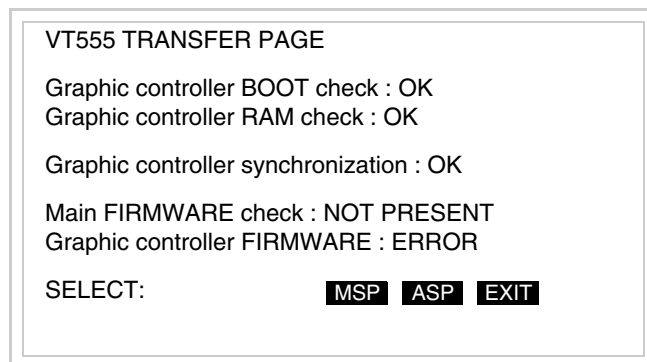 VT555 TRANSFER PAGE
Graphic controller BOOT check : OK
Graphic controller RAM check : OK
Graphic controller synchronization : OK
Main FIRMWARE check : NOT PRESENT
Graphic controller FIRMWARE : ERROR
SELECT: MSP ASP EXIT